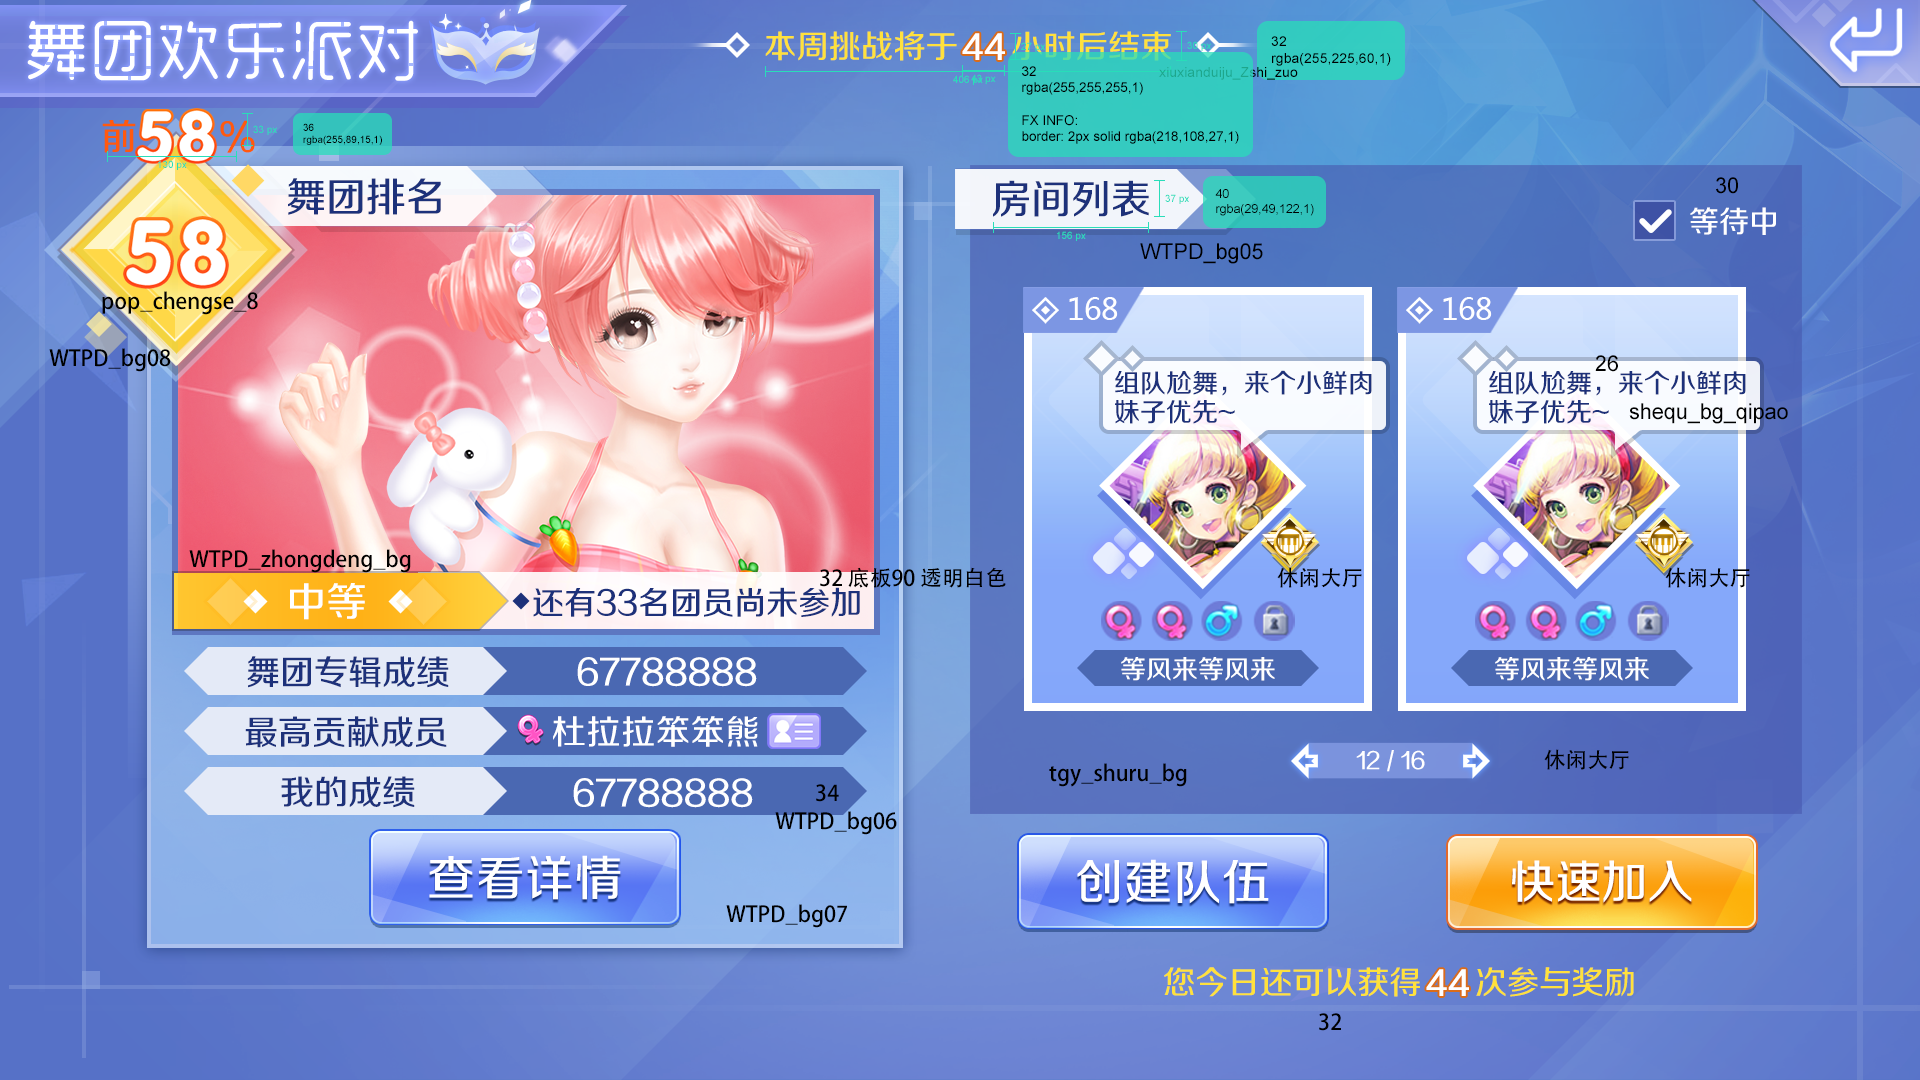 舞团欢乐派对
本周挑战将于44小时后结束
32
rgba(255,225,60,1)
xiuxianduiju_Zshi_zuo
32
rgba(255,255,255,1)
FX INFO:
border: 2px solid rgba(218,108,27,1)
前58%
33 px
36
rgba(255,89,15,1)
舞团排名
58
pop_chengse_8
WTPD_bg08
WTPD_zhongdeng_bg
中等
◆还有33名团员尚未参加
32 底板90 透明白色
舞团专辑成绩
67788888
最高贡献成员
杜拉拉笨笨熊
我的成绩
67788888
34
WTPD_bg06
查看详情
WTPD_bg07
房间列表
37 px
156 px
40
rgba(29,49,122,1)
WTPD_bg05
30
等待中
168
组队尬舞，来个小鲜肉
妹子优先~
休闲大厅
等风来等风来
168
26
组队尬舞，来个小鲜肉
妹子优先~
shequ_bg_qipao
休闲大厅
等风来等风来
tgy_shuru_bg
12 / 16
休闲大厅
创建队伍
快速加入
您今日还可以获得44次参与奖励
32